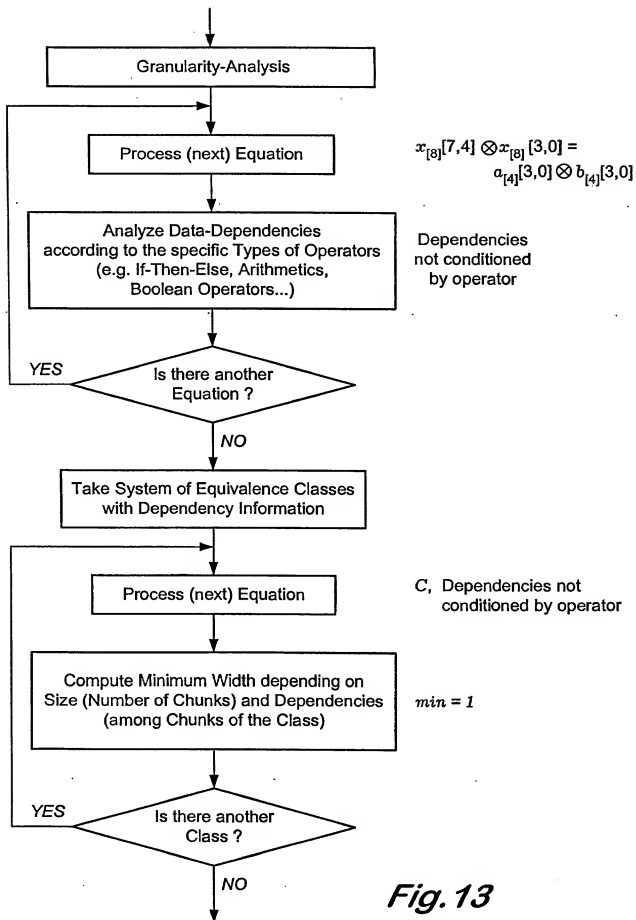 Granularity-Analysis
Process (next) Equation
x[8][7,4] ⊗ x[8] [3,0] =
a[4][3,0] ⊗ b[4][3,0]
Analyze Data-Dependencies
according to the specific Types of Operators
(e.g. If-Then-Else, Arithmetics,
Boolean Operators...)
Dependencies
not conditioned
by operator
YES
Is there another
Equation ?
NO
Take System of Equivalence Classes
with Dependency Information
Process (next) Equation
C, Dependencies not
conditioned by operator
Compute Minimum Width depending on
Size (Number of Chunks) and Dependencies
(among Chunks of the Class)
min = 1
YES
Is there another
Class ?
NO
Fig. 13